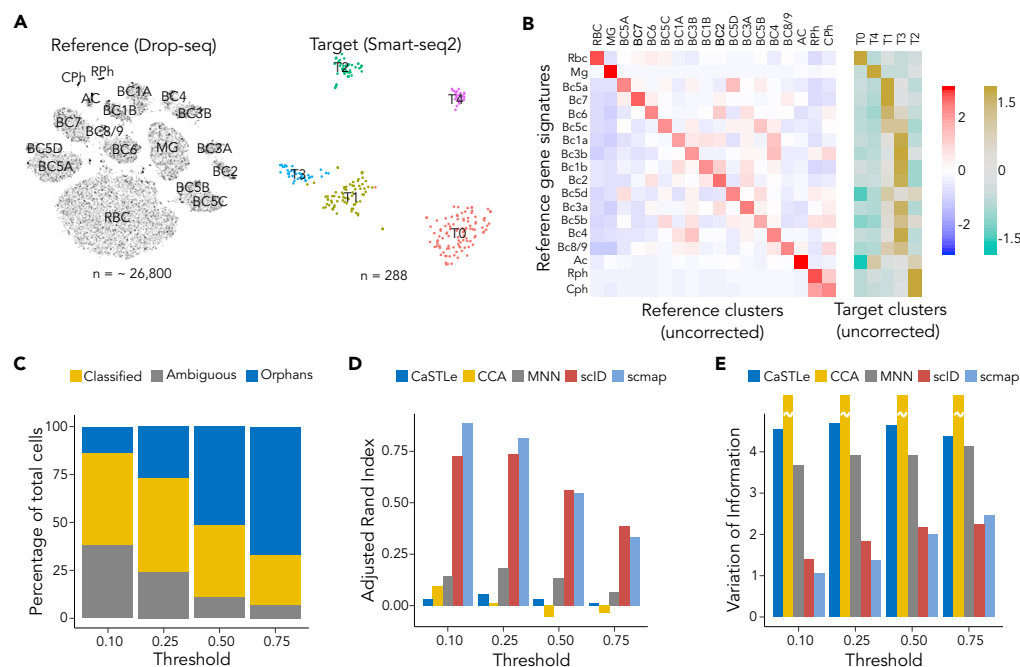 A
Reference (Drop-seq)
Target (Smart-seq2)
CPh
RPh
AC
BC1A
BC4
BC1B
BC3B
BC7
BC8/9
BC5D
BC6
MG
BC3A
BC5A
BC2
BC5B
BC5C
RBC
n = ~ 26,800
T2
T4
T3
T1
T0
n = 288
B
RBC MG BC5A BC7 BC6 BC5C BC1A BC3B BC1B BC2 BC5D BC3A BC5B BC4 BC8/9 AC RPh CPh
T0 T4 T1 T3 T2
Reference gene signatures
Rbc
Mg
Bc5a
Bc7
Bc6
Bc5c
Bc1a
Bc3b
Bc1b
Bc2
Bc5d
Bc3a
Bc5b
Bc4
Bc8/9
Ac
Rph
Cph
Reference clusters
(uncorrected)
Target clusters
(uncorrected)
2
0
-2
1.5
0
-1.5
C
Classified Ambiguous Orphans
Percentage of total cells
100
75
50
25
0
0.10 0.25 0.50 0.75
Threshold
D
CaSTLe CCA MNN scID scmap
Adjusted Rand Index
0.75
0.50
0.25
0.00
0.10 0.25 0.50 0.75
Threshold
E
CaSTLe CCA MNN scID scmap
Variation of Information
4
3
2
1
0
0.10 0.25 0.50 0.75
Threshold